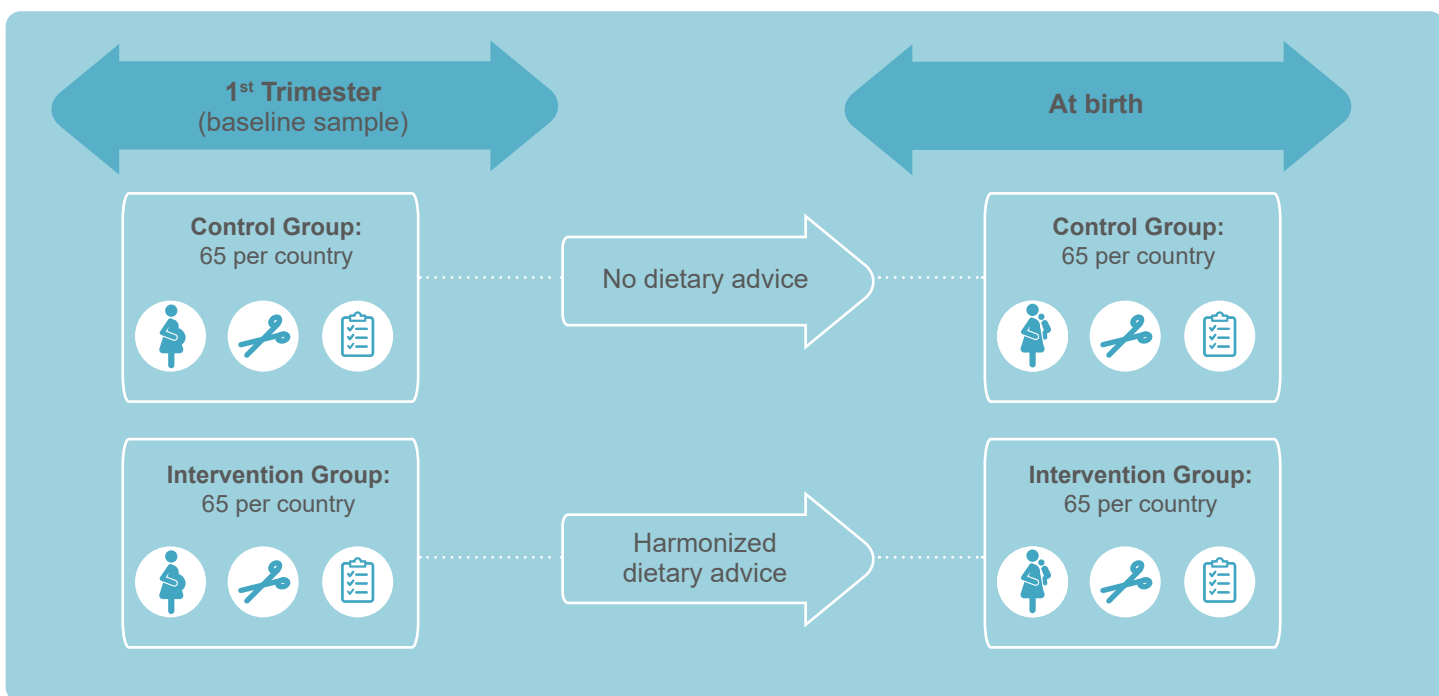 1st Trimester
(baseline sample)
At birth
Control Group:
65 per country
No dietary advice
Control Group:
65 per country
Intervention Group:
65 per country
Harmonized
dietary advice
Intervention Group:
65 per country